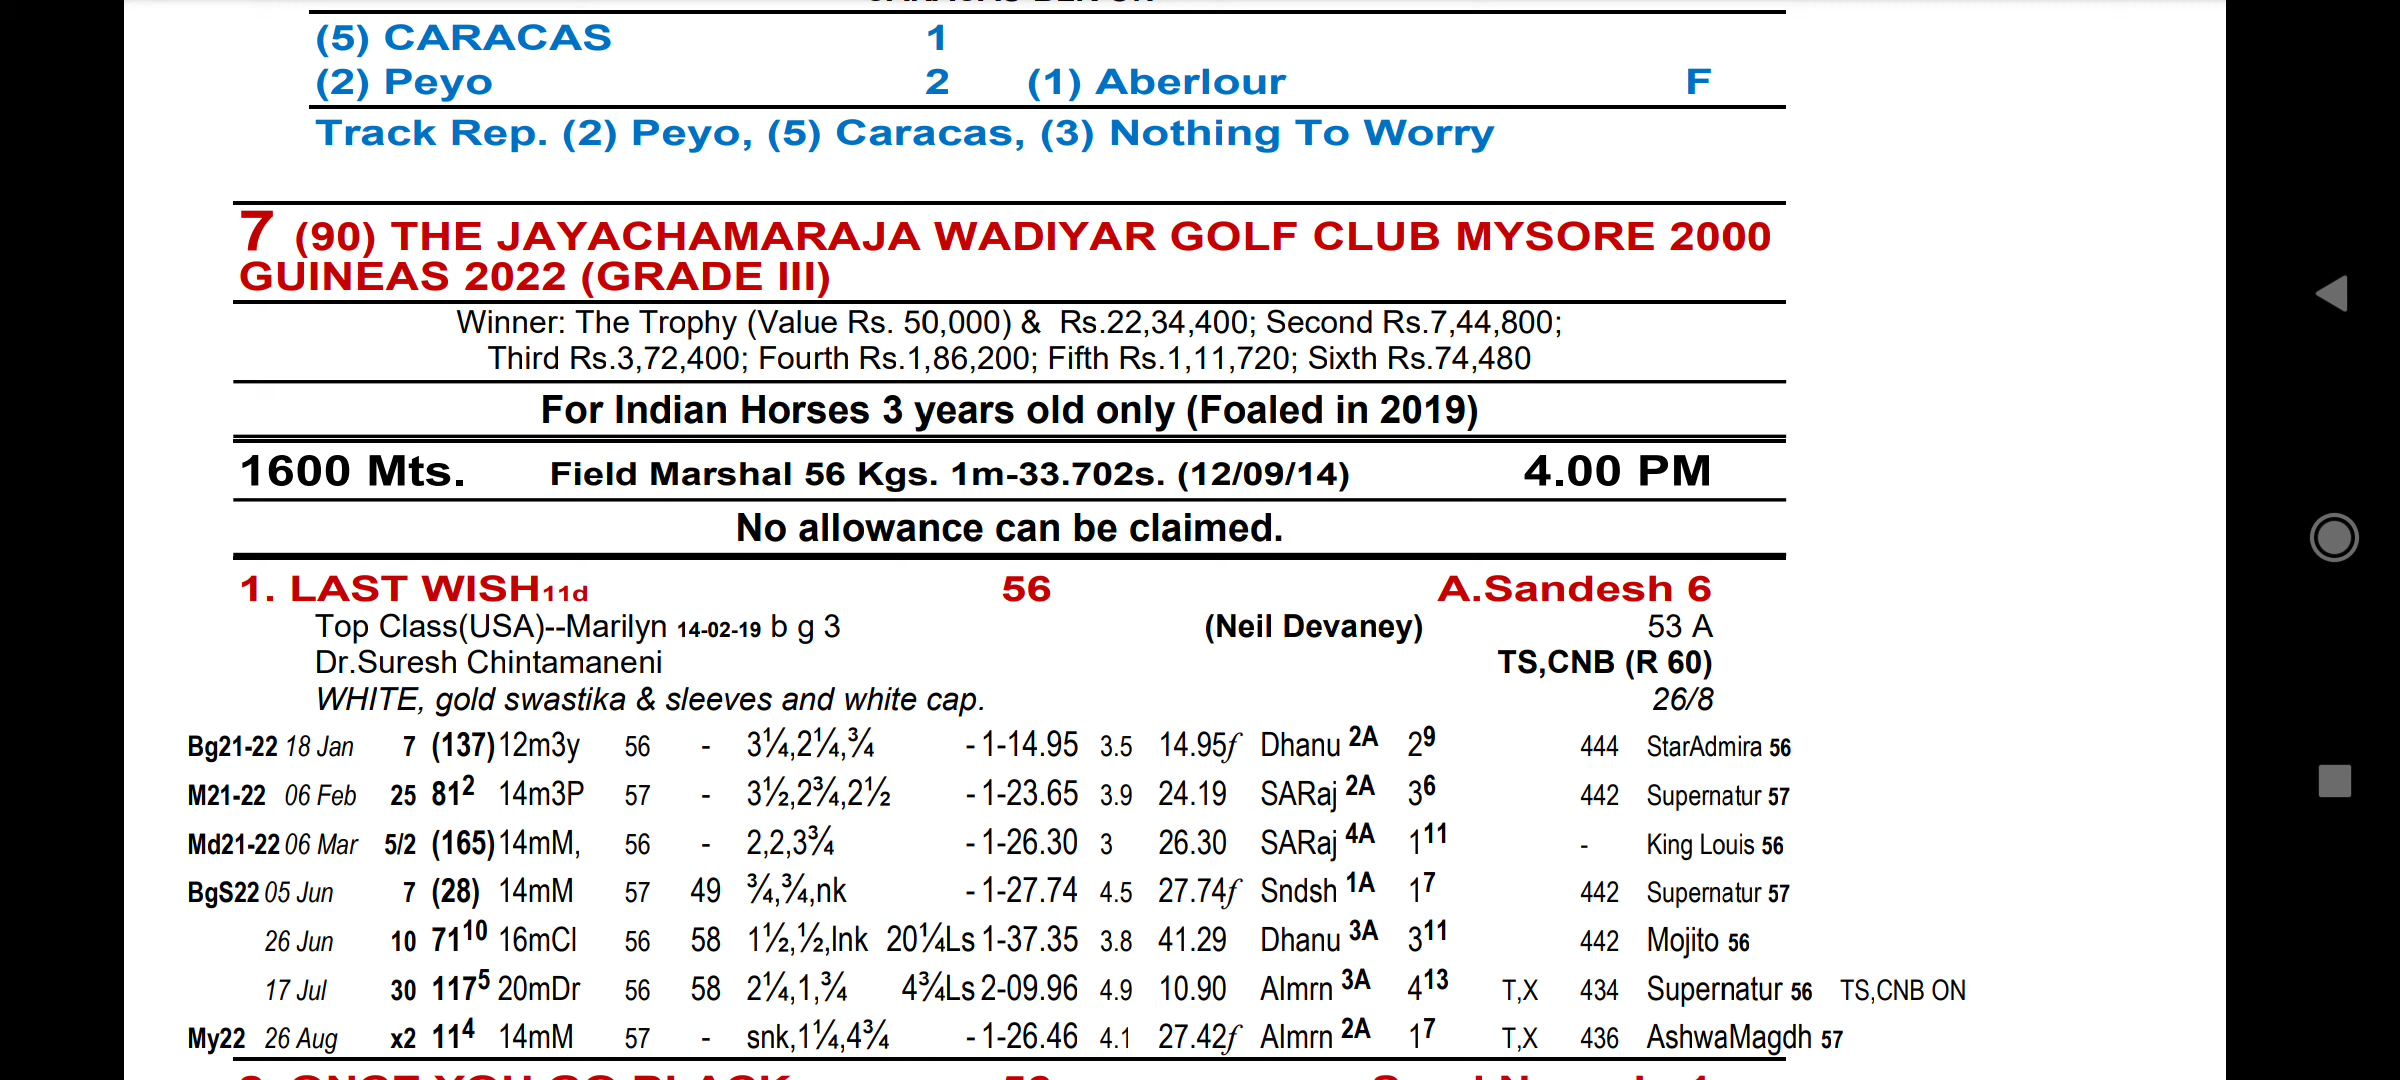 (5) CARACAS 1
(2) Peyo 2 (1) Aberlour F
Track Rep. (2) Peyo, (5) Caracas, (3) Nothing To Worry
7 (90) THE JAYACHAMARAJA WADIYAR GOLF CLUB MYSORE 2000
GUINEAS 2022 (GRADE III)
Winner: The Trophy (Value Rs. 50,000) & Rs.22,34,400; Second Rs.7,44,800;
Third Rs.3,72,400; Fourth Rs.1,86,200; Fifth Rs.1,11,720; Sixth Rs.74,480
For Indian Horses 3 years old only (Foaled in 2019)
1600 Mts. Field Marshal 56 Kgs. 1m-33.702s. (12/09/14) 4.00 PM
No allowance can be claimed.
1. LAST WISH11d 56 A.Sandesh 6
Top Class(USA)--Marilyn 14-02-19 b g 3 (Neil Devaney) 53 A
Dr.Suresh Chintamaneni TS,CNB (R 60)
WHITE, gold swastika & sleeves and white cap. 26/8
Bg21-22 18 Jan 7 (137) 12m3y 56 - 3¼,2¼,¾ - 1-14.95 3.5 14.95f Dhanu 2A 2⁹ 444 StarAdmira 56
M21-22 06 Feb 25 81² 14m3P 57 - 3½,2¾,2½ - 1-23.65 3.9 24.19 SARaj 2A 3⁶ 442 Supernatur 57
Md21-22 06 Mar 5/2 (165) 14mM, 56 - 2,2,3¾ - 1-26.30 3 26.30 SARaj 4A 1¹¹ - King Louis 56
BgS22 05 Jun 7 (28) 14mM 57 49 ¾,¾,nk - 1-27.74 4.5 27.74f Sndsh 1A 1⁷ 442 Supernatur 57
26 Jun 10 71¹⁰ 16mCl 56 58 1½,½,lnk 20¼Ls 1-37.35 3.8 41.29 Dhanu 3A 3¹¹ 442 Mojito 56
17 Jul 30 117⁵ 20mDr 56 58 2¼,1,¾ 4¾Ls 2-09.96 4.9 10.90 Almrn 3A 4¹³ T,X 434 Supernatur 56 TS,CNB ON
My22 26 Aug x2 11⁴ 14mM 57 - snk,1¼,4¾ - 1-26.46 4.1 27.42f Almrn 2A 1⁷ T,X 436 AshwaMagdh 57